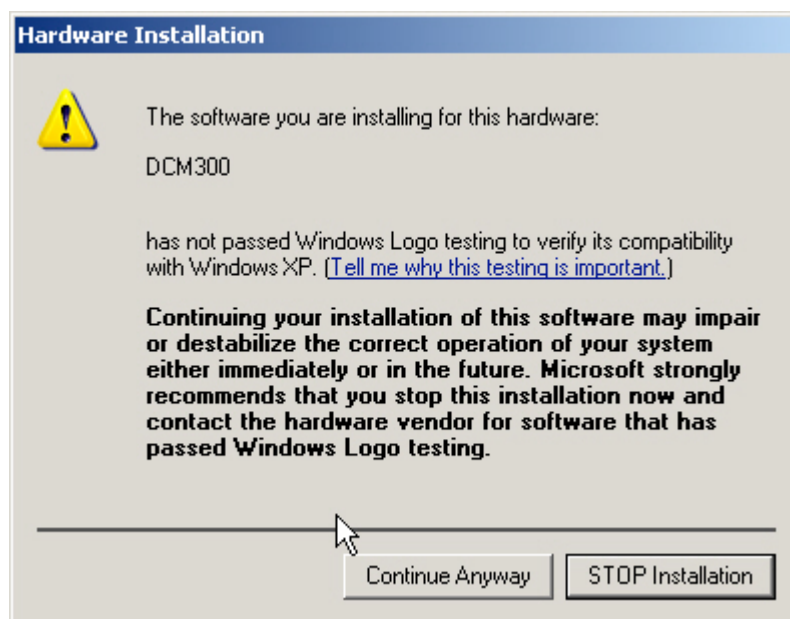 Hardware Installation
The software you are installing for this hardware:
DCM300
has not passed Windows Logo testing to verify its compatibility
with Windows XP. (Tell me why this testing is important.)
Continuing your installation of this software may impair
or destabilize the correct operation of your system
either immediately or in the future. Microsoft strongly
recommends that you stop this installation now and
contact the hardware vendor for software that has
passed Windows Logo testing.
Continue Anyway
STOP Installation